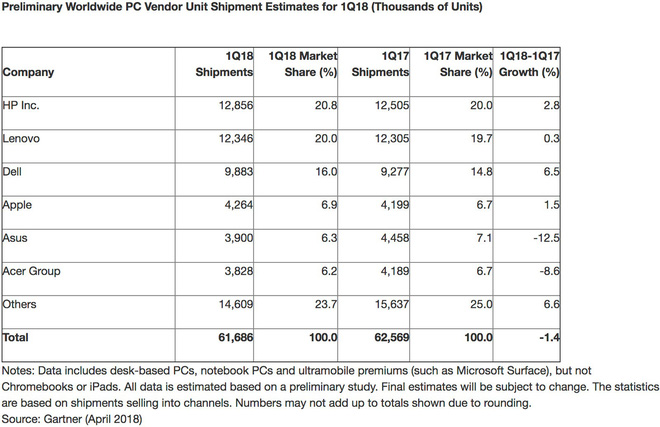 Preliminary Worldwide PC Vendor Unit Shipment Estimates for 1Q18 (Thousands of Units)
Company 1Q18 Shipments 1Q18 Market Share (%) 1Q17 Shipments 1Q17 Market Share (%) 1Q18-1Q17 Growth (%)
HP Inc. 12,856 20.8 12,505 20.0 2.8
Lenovo 12,346 20.0 12,305 19.7 0.3
Dell 9,883 16.0 9,277 14.8 6.5
Apple 4,264 6.9 4,199 6.7 1.5
Asus 3,900 6.3 4,458 7.1 -12.5
Acer Group 3,828 6.2 4,189 6.7 -8.6
Others 14,609 23.7 15,637 25.0 6.6
Total 61,686 100.0 62,569 100.0 -1.4
Notes: Data includes desk-based PCs, notebook PCs and ultramobile premiums (such as Microsoft Surface), but not
Chromebooks or iPads. All data is estimated based on a preliminary study. Final estimates will be subject to change. The statistics
are based on shipments selling into channels. Numbers may not add up to totals shown due to rounding.
Source: Gartner (April 2018)